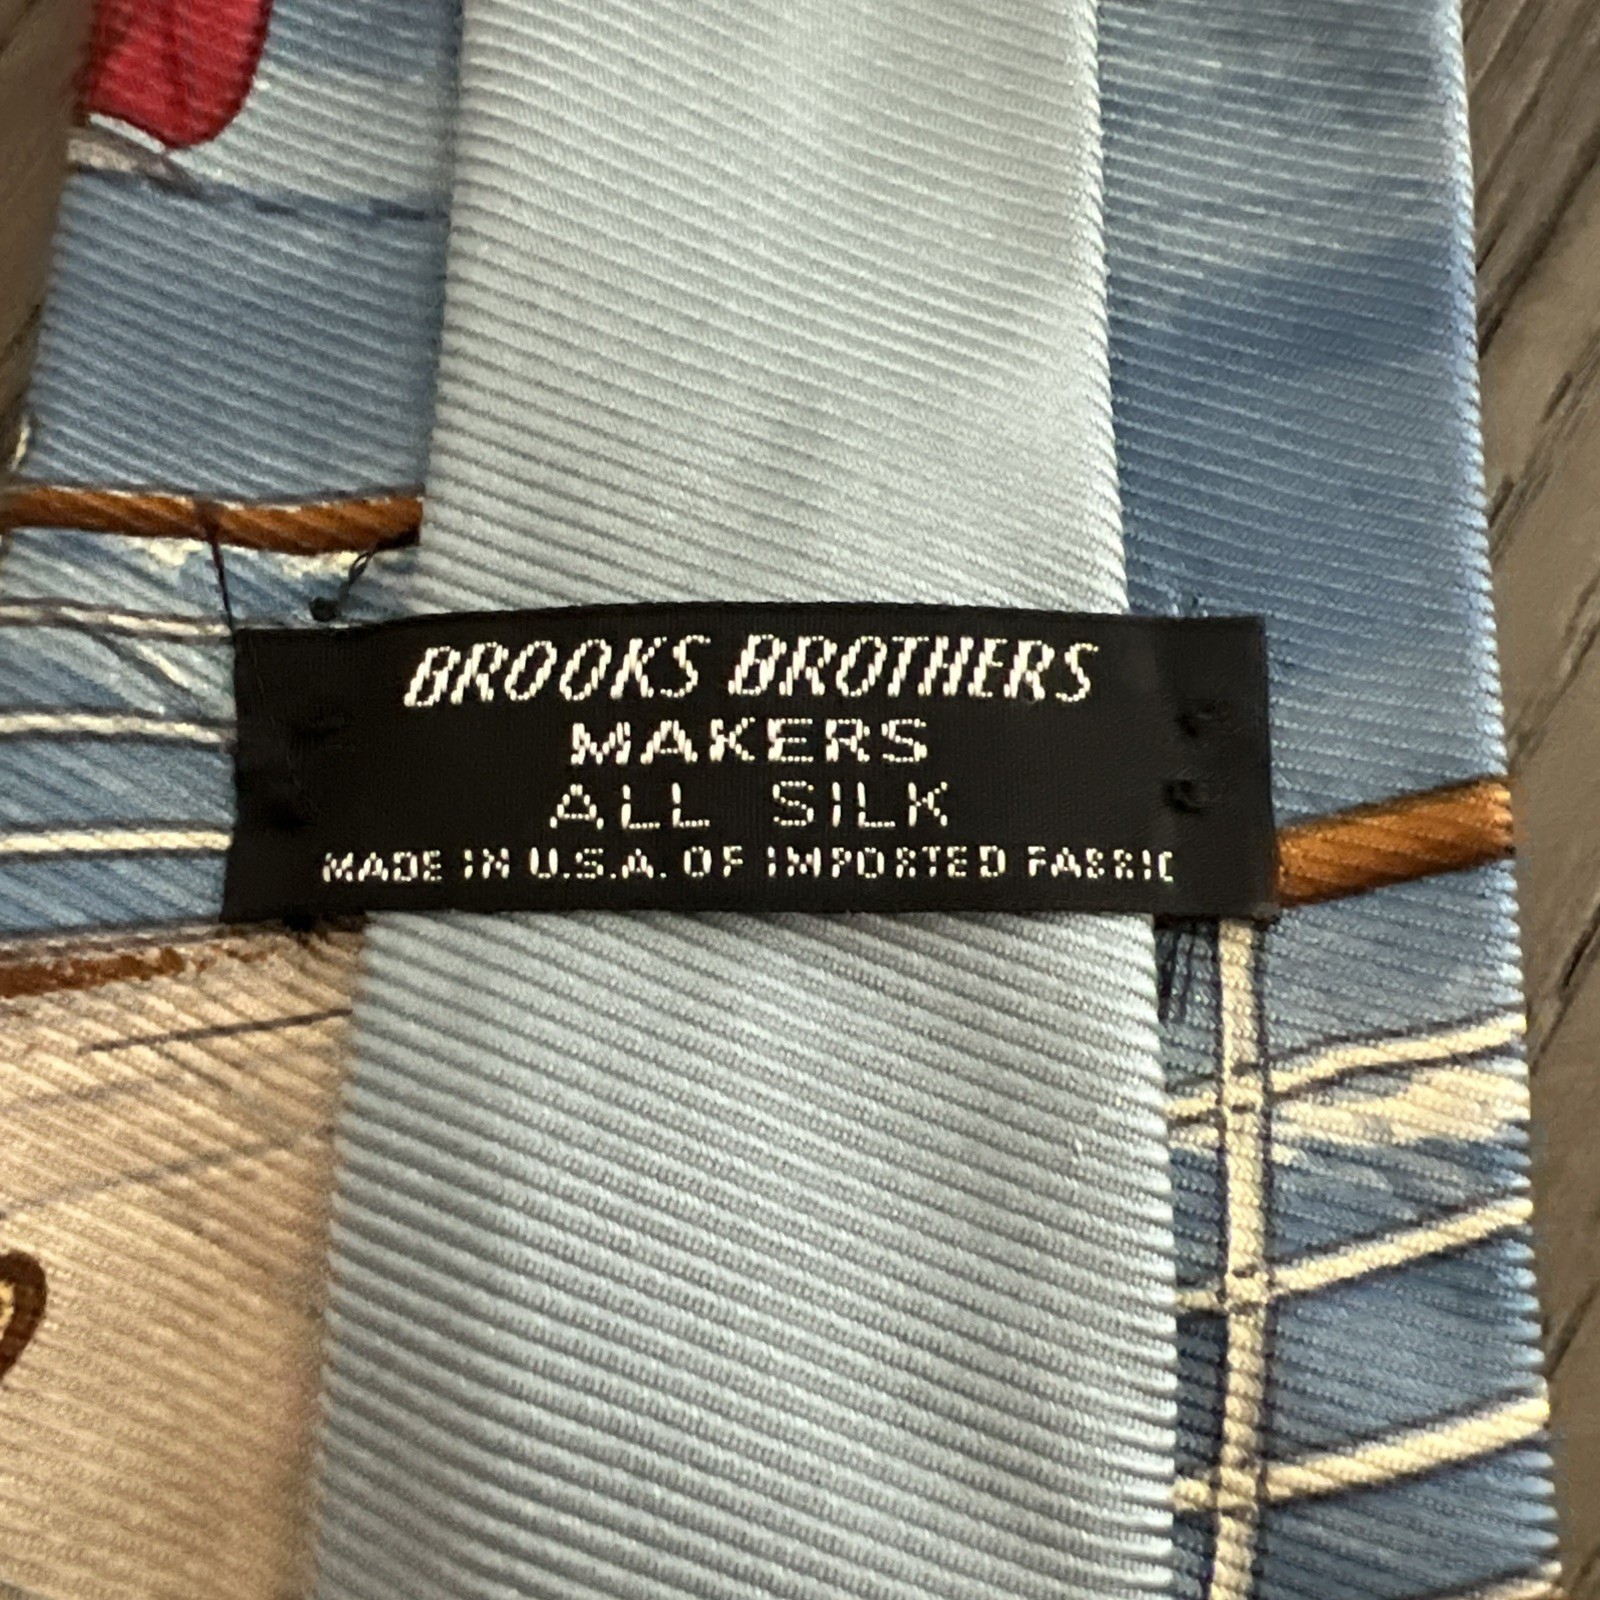 BROOKS BROTHERS
MAKERS
ALL SILK
MADE IN U.S.A. OF IMPORTED FABRIC